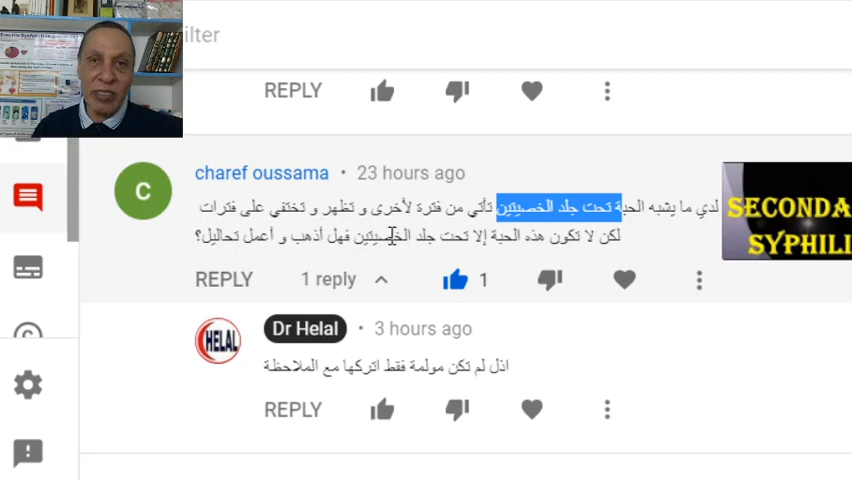 ilter
REPLY
charef oussama • 23 hours ago
لدي ما يشبه الحبة تحت جلد الخصيتين تأتي من فترة لأخرى و تظهر و تختفي على فترات
لكن لا تكون هذه الحبة إلا تحت جلد الخصيتين فهل أذهب و أعمل تحاليل؟
SECONDA
SYPHILI
REPLY 1 reply 1
HELAL
Dr Helal • 3 hours ago
اذل لم تكن مولمة فقط اتركها مع الملاحظة
REPLY
C